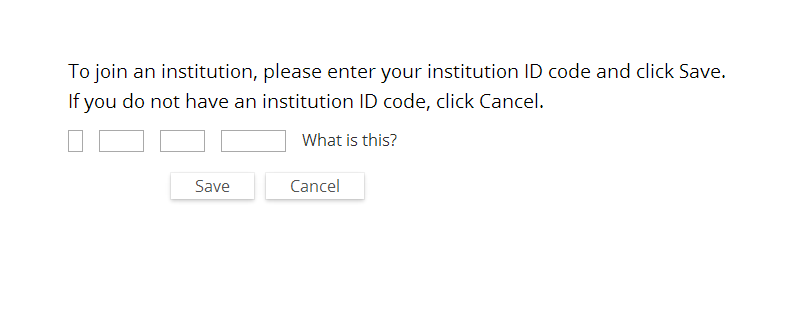 To join an institution, please enter your institution ID code and click Save.
If you do not have an institution ID code, click Cancel.
What is this?
Save Cancel